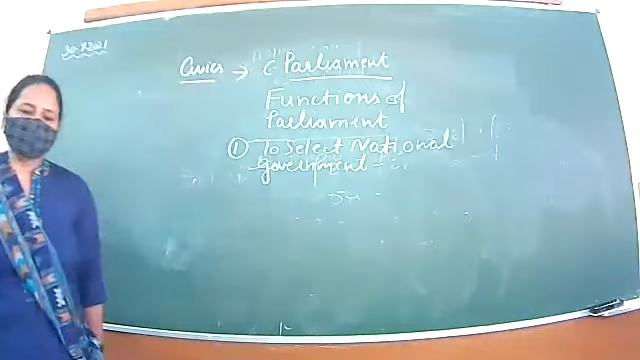 Civics → Parliament
Functions of
Parliament
① To Select National
government